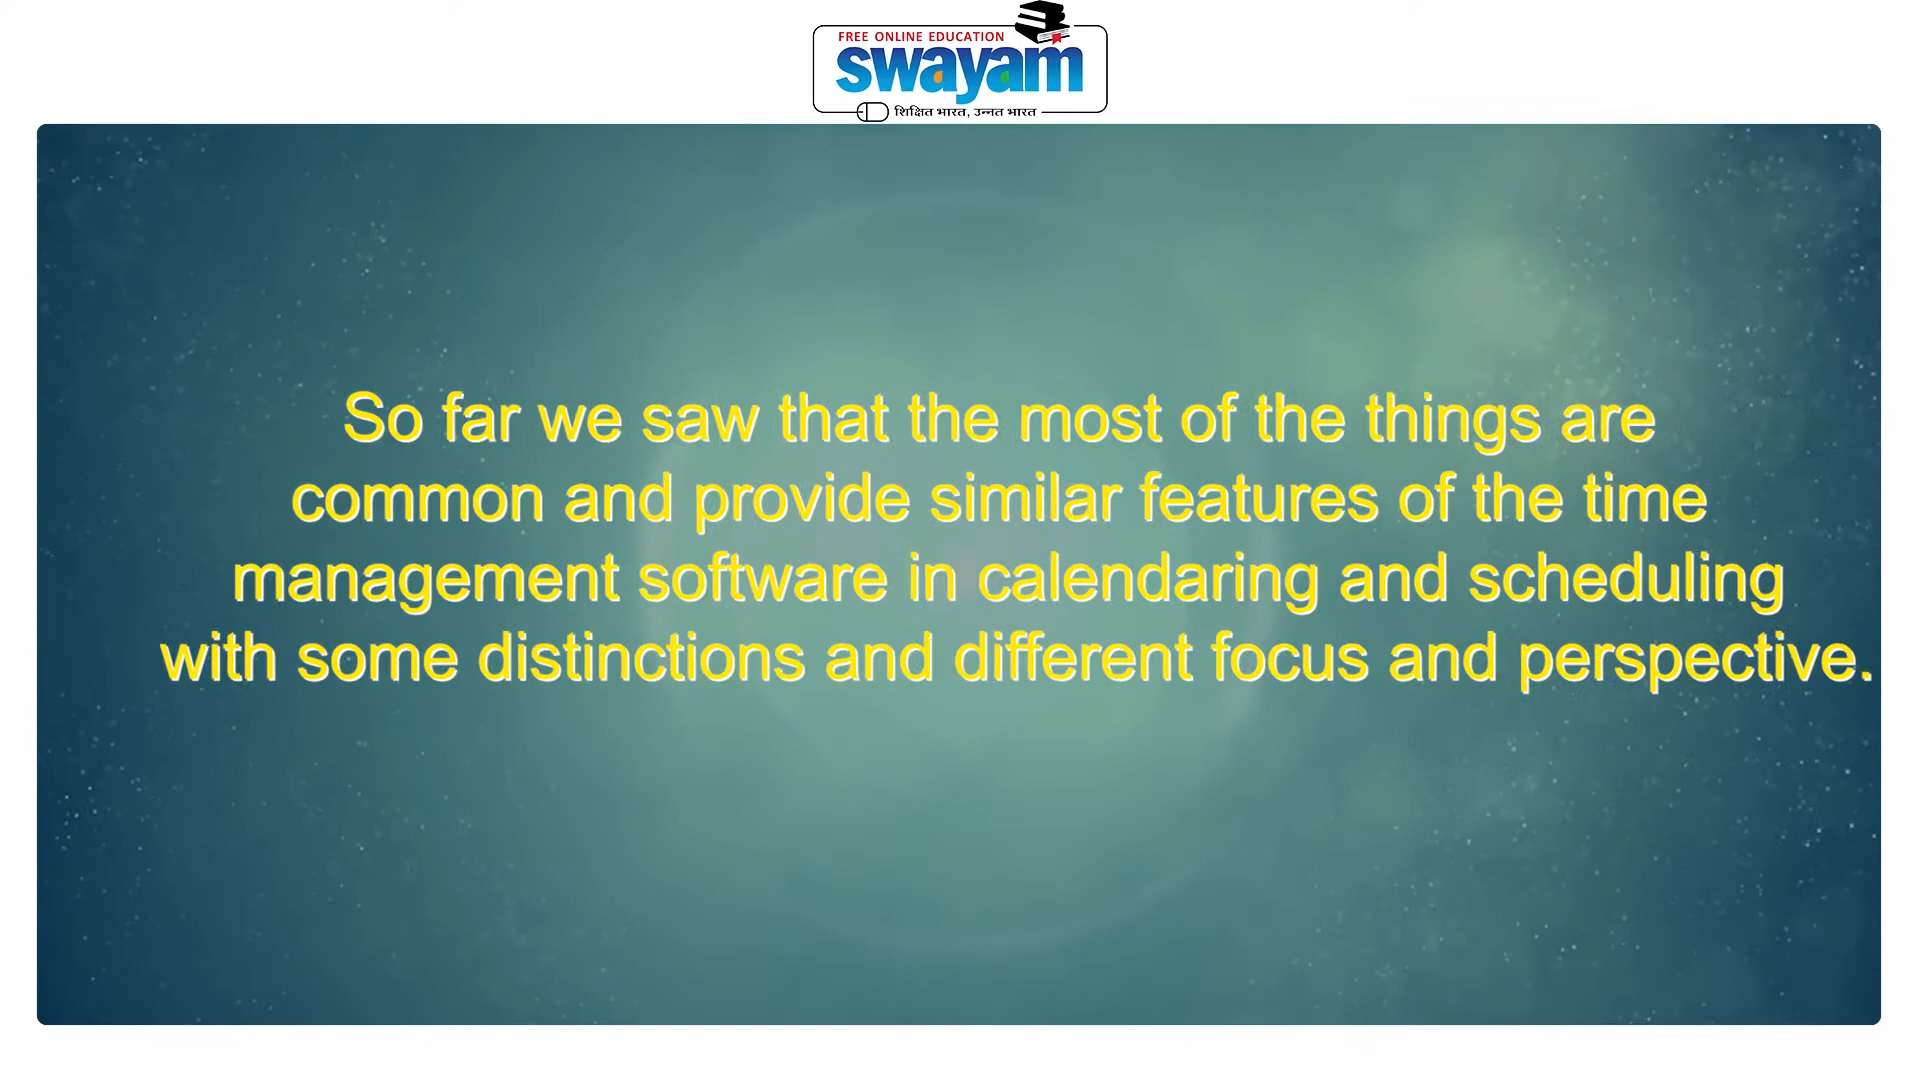 FREE ONLINE EDUCATION
swayam
शिक्षित भारत, उन्नत भारत
So far we saw that the most of the things are
common and provide similar features of the time
management software in calendaring and scheduling
with some distinctions and different focus and perspective.